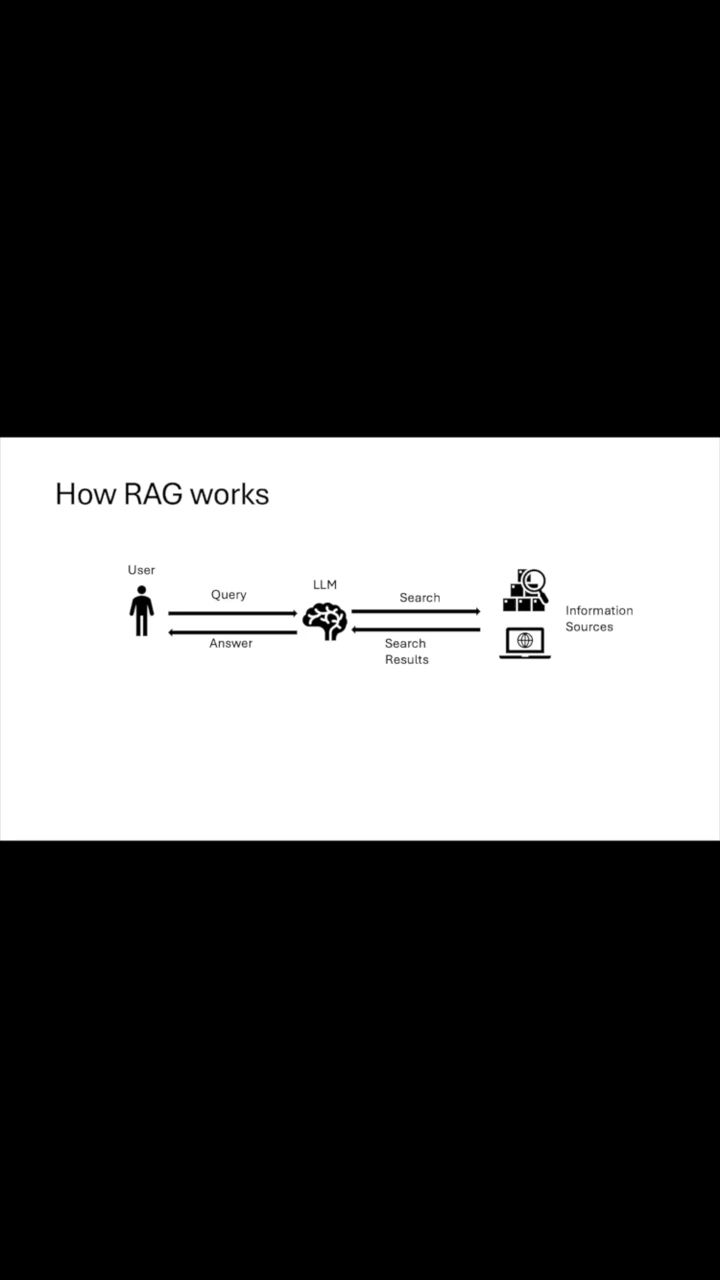 How RAG works
User
Query
Answer
LLM
Search
Search
Results
Information
Sources